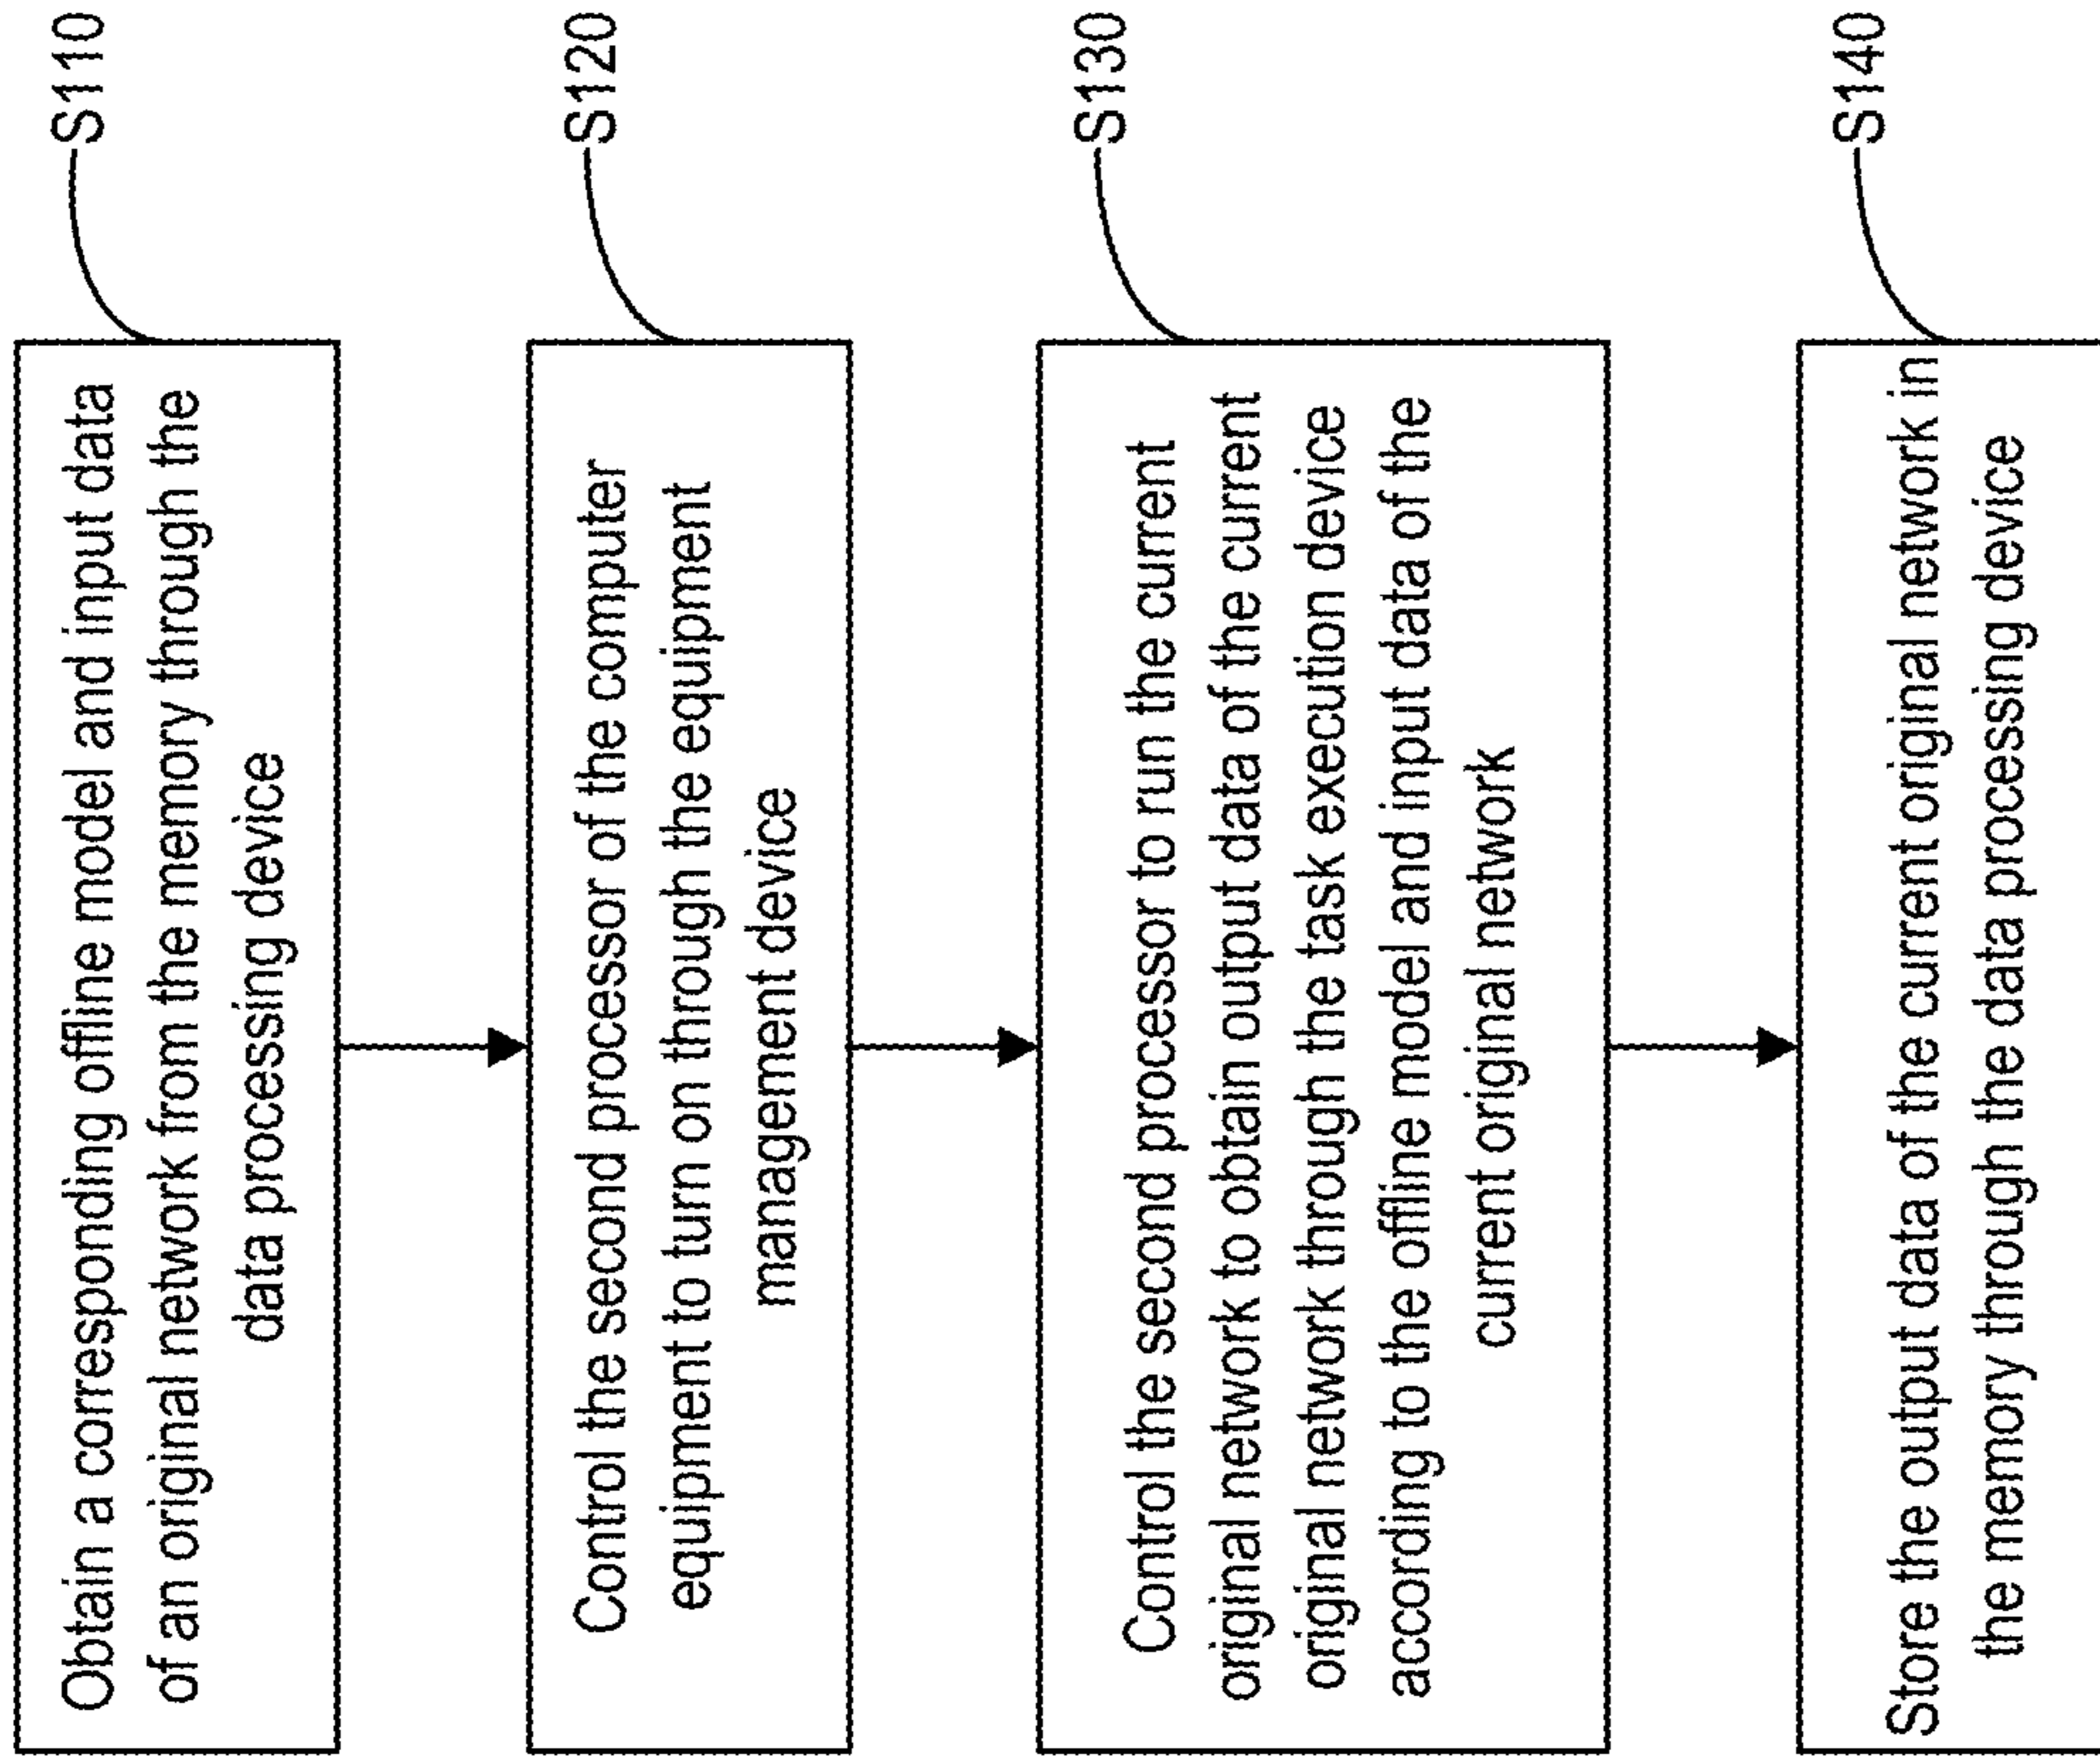 Obtain a corresponding offline model and input data
of an original network from the memory through the
data processing device
S110
Control the second processor of the computer
equipment to turn on through the equipment
management device
S120
Control the second processor to run the current
original network to obtain output data of the current
original network through the task execution device
according to the offline model and input data of the
current original network
S130
Store the output data of the current original network in
the memory through the data processing device
S140